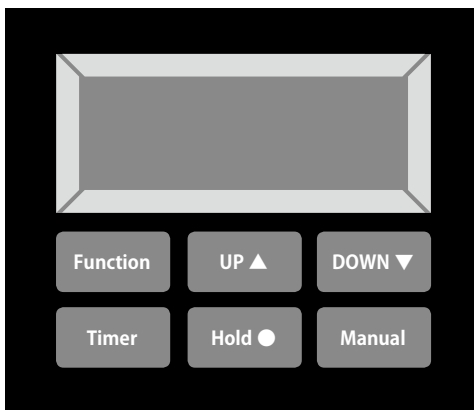 Function UP ▲ DOWN ▼
Timer Hold ● Manual